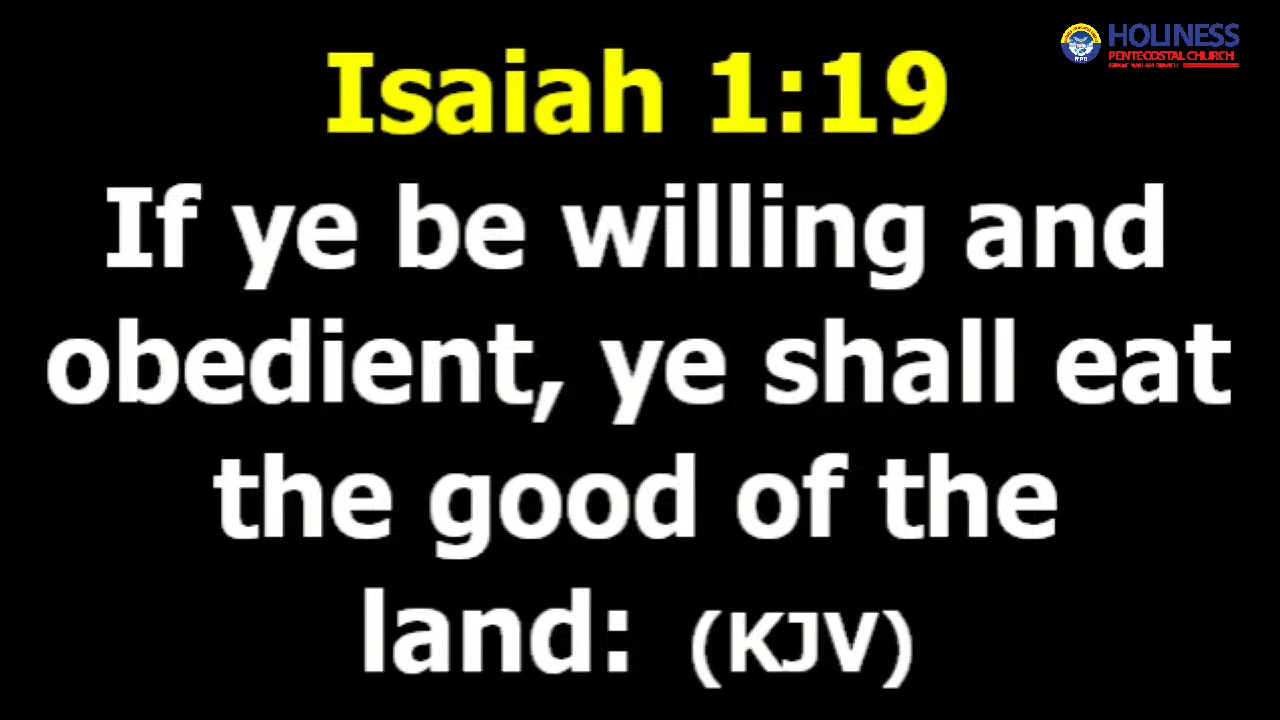 HOLINESS
PENTECOSTAL CHURCH
Isaiah 1:19
If ye be willing and
obedient, ye shall eat
the good of the
land: (KJV)